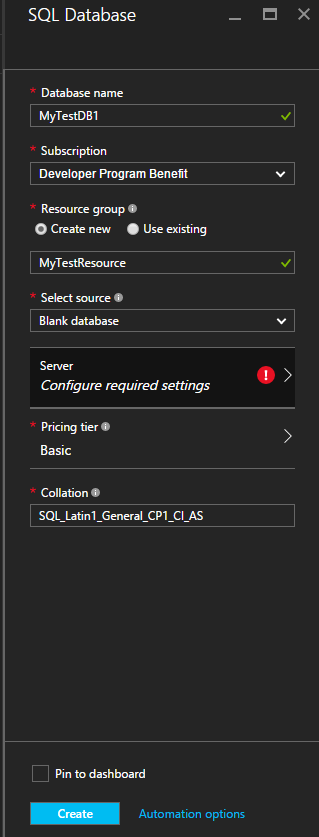 SQL Database
* Database name
MyTestDB1
* Subscription
Developer Program Benefit
* Resource group
Create new Use existing
MyTestResource
* Select source
Blank database
Server
Configure required settings
* Pricing tier
Basic
* Collation
SQL_Latin1_General_CP1_CI_AS
Pin to dashboard
Create Automation options